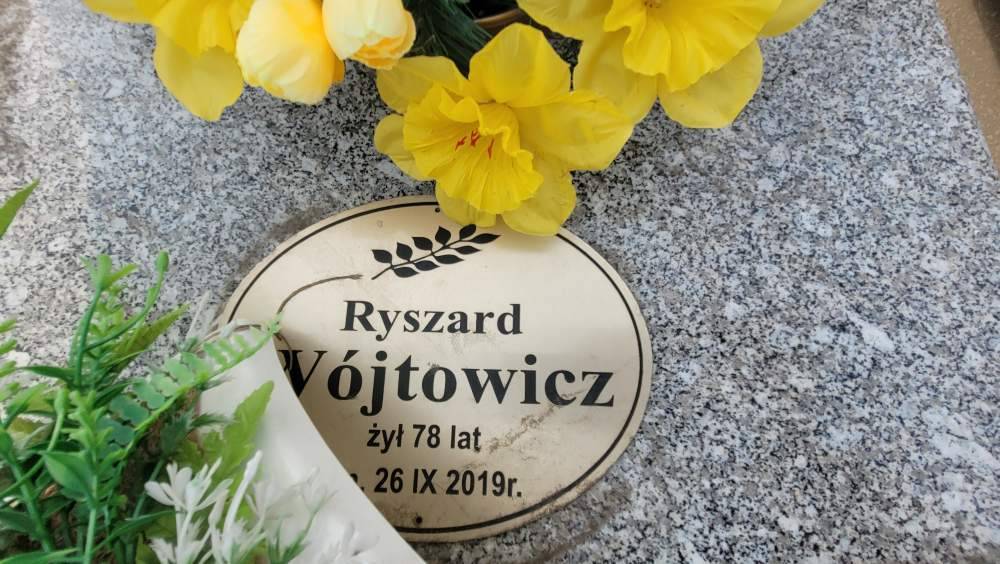 Ryszard
Wójtowicz
żył 78 lat
26 IX 2019r.